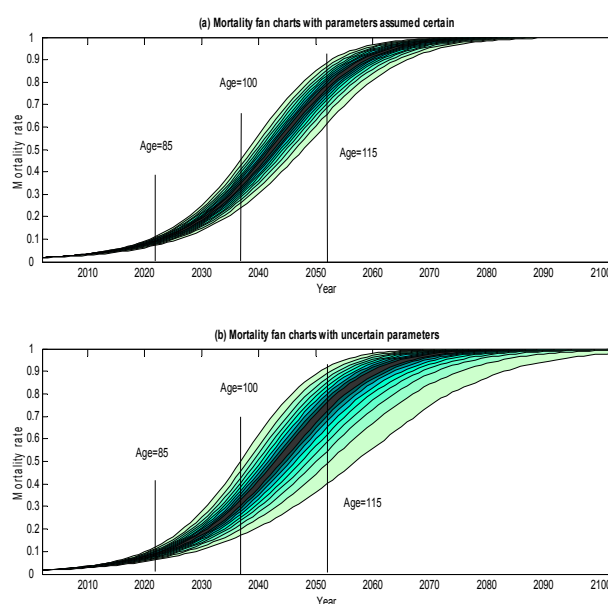 (a) Mortality fan charts with parameters assumed certain
1
0.9
0.8
0.7
0.6
0.5
0.4
0.3
0.2
0.1
0
Mortality rate
Age=85
Age=100
Age=115
2010 2020 2030 2040 2050 2060 2070 2080 2090 2100
Year
(b) Mortality fan charts with uncertain parameters
1
0.9
0.8
0.7
0.6
0.5
0.4
0.3
0.2
0.1
0
Mortality rate
Age=85
Age=100
Age=115
2010 2020 2030 2040 2050 2060 2070 2080 2090 2100
Year